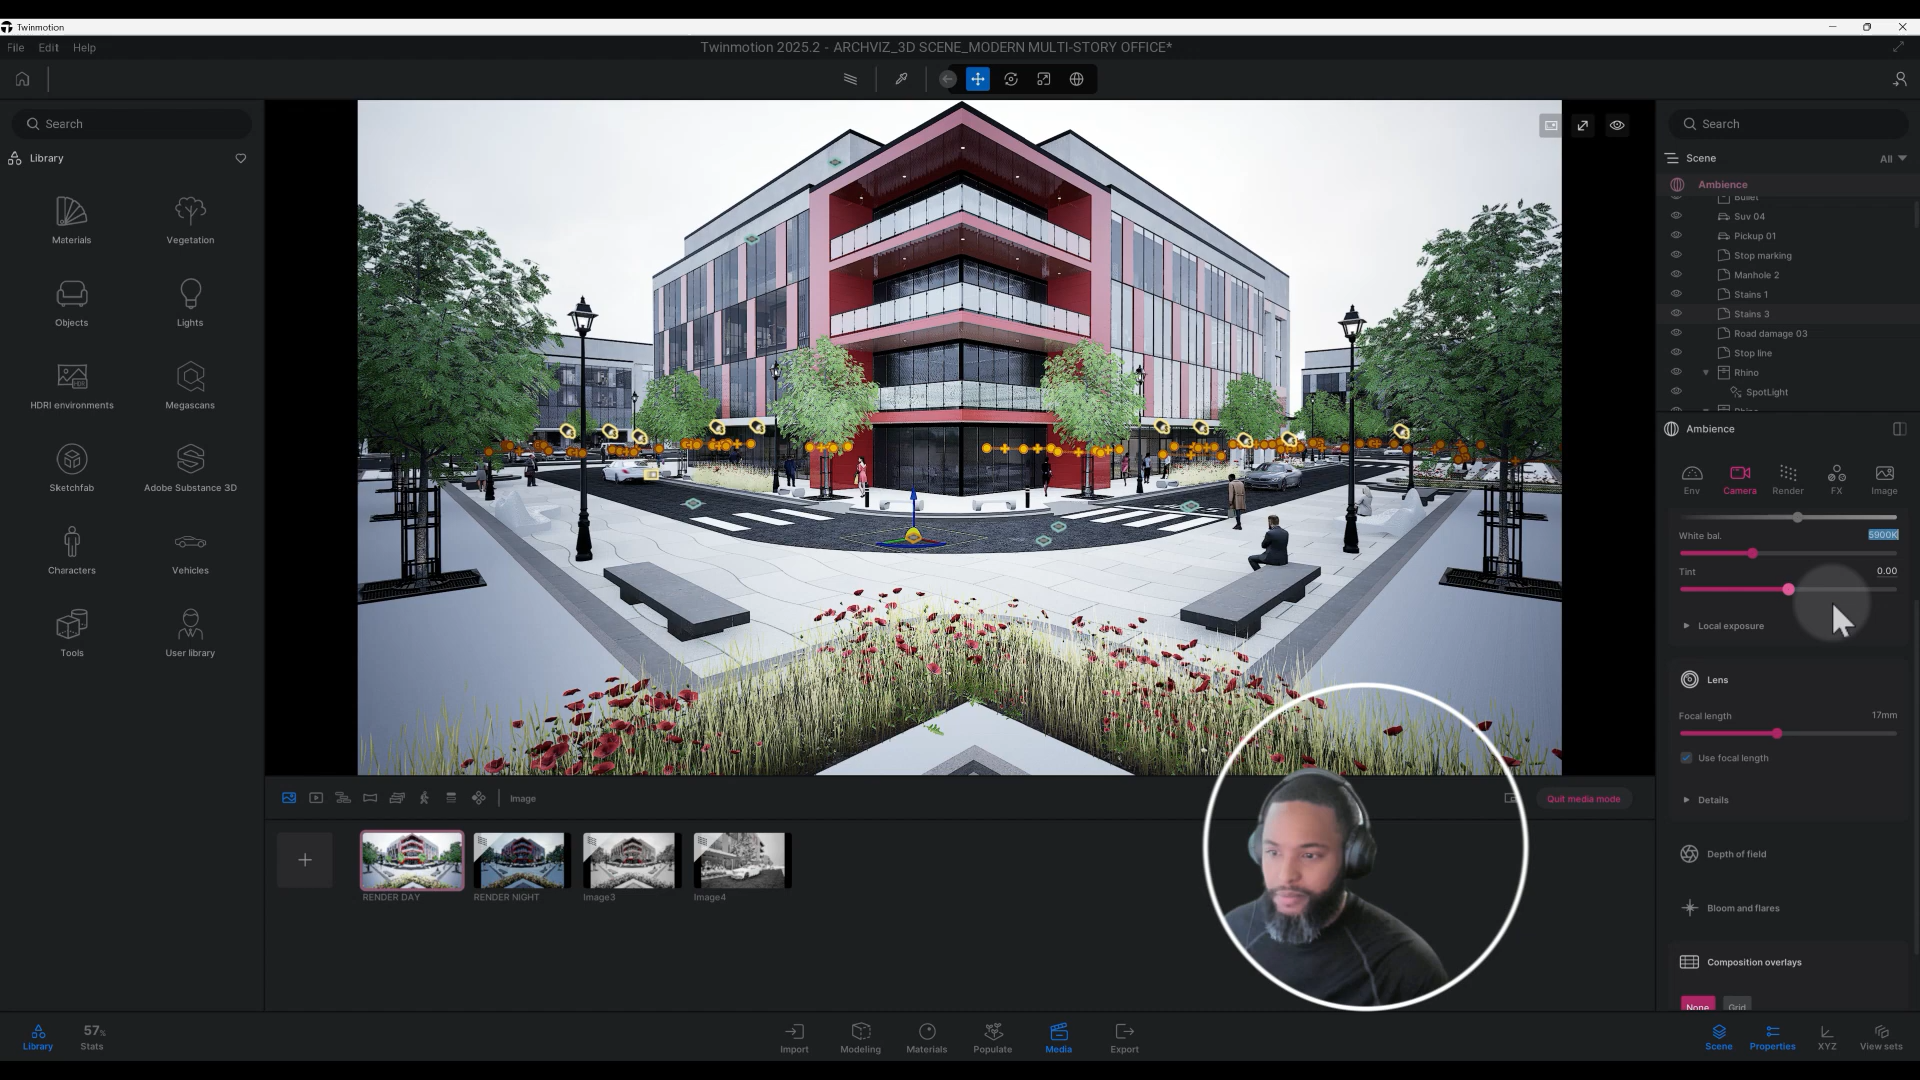 Twinmotion
File Edit Help
Twinmotion 2025.2 - ARCHVIZ_3D SCENE_MODERN MULTI-STORY OFFICE*
Search
Library
Materials
Vegetation
Objects
Lights
HDRI environments
Megascans
Sketchfab
Adobe Substance 3D
Characters
Vehicles
Tools
User library
Search
Scene
All
Ambience
Bullet
Suv 04
Pickup 01
Stop marking
Manhole 2
Stains 1
Stains 3
Road damage 03
Stop line
Rhino
SpotLight
Ambience
Env
Camera
Render
FX
Image
White bal.
5900K
Tint
0.00
Local exposure
Lens
Focal length
17mm
Use focal length
Details
Depth of field
Bloom and flares
Composition overlays
None
Grid
Image
Quit media mode
RENDER DAY
RENDER NIGHT
Image3
Image4
Library
57%
Stats
Import
Modeling
Materials
Populate
Media
Export
Scene
Properties
XYZ
View sets